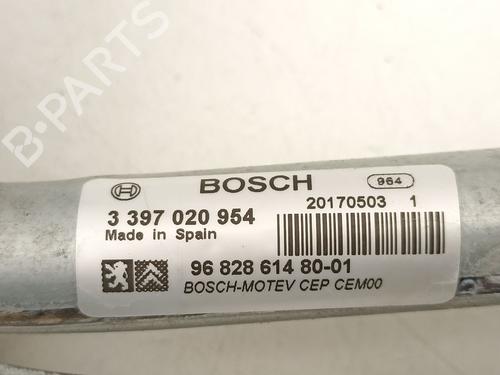 B-PARTS
BOSCH
964
3 397 020 954
20170503 1
Made in Spain
96 828 614 80-01
BOSCH-MOTEV CEP CEM00